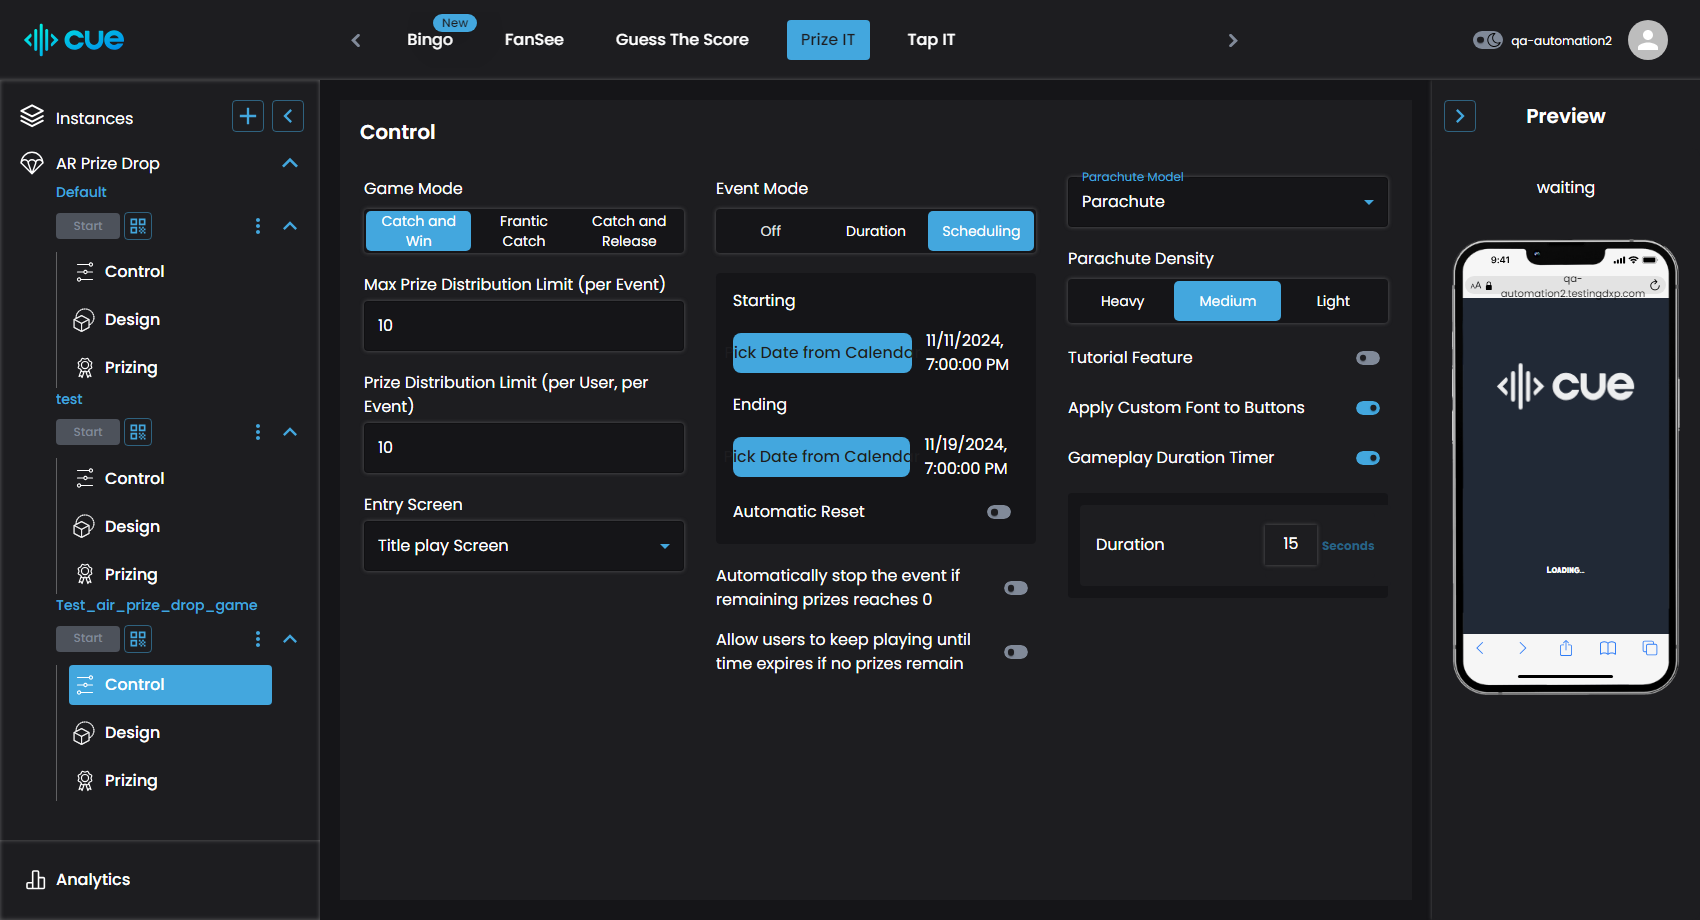 cue
New
Bingo
FanSee
Guess The Score
Prize IT
Tap IT
qa-automation2
Instances
AR Prize Drop
Default
Start
Control
Design
Prizing
test
Start
Control
Design
Prizing
Test_air_prize_drop_game
Start
Control
Design
Prizing
Analytics
Control
Game Mode
Catch and
Win
Frantic
Catch
Catch and
Release
Max Prize Distribution Limit (per Event)
10
Prize Distribution Limit (per User, per
Event)
10
Entry Screen
Title play Screen
Event Mode
Off
Duration
Scheduling
Starting
ick Date from Calendar
11/11/2024,
7:00:00 PM
Ending
ick Date from Calendar
11/19/2024,
7:00:00 PM
Automatic Reset
Automatically stop the event if
remaining prizes reaches 0
Allow users to keep playing until
time expires if no prizes remain
Parachute Model
Parachute
Parachute Density
Heavy
Medium
Light
Tutorial Feature
Apply Custom Font to Buttons
Gameplay Duration Timer
Duration
15
Seconds
Preview
waiting
9:41
AA
qa-
automation2.testingdxp.com
cue
LOADING...